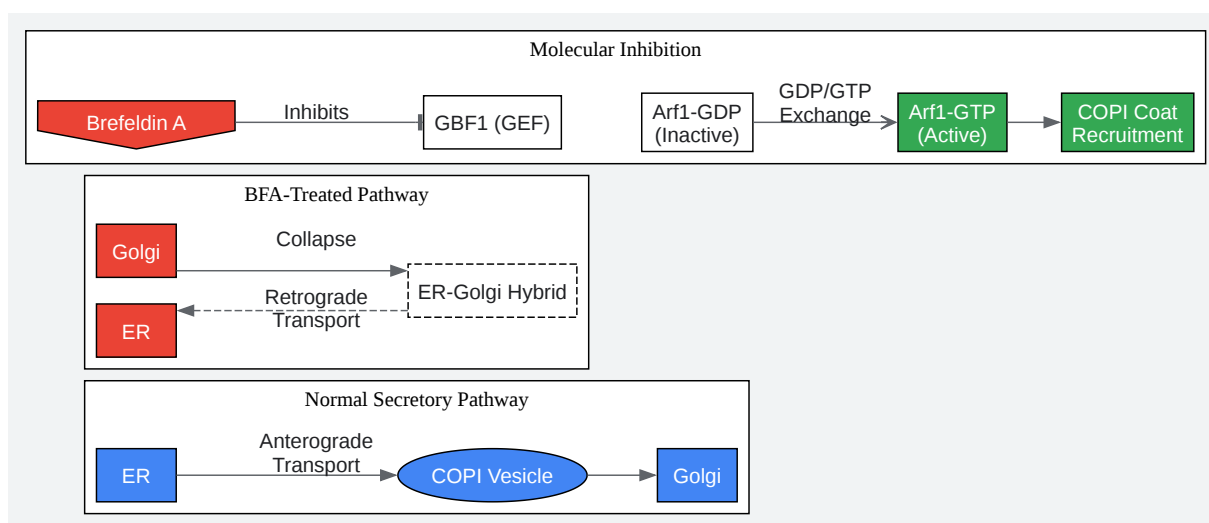 Molecular Inhibition
Brefeldin A
Inhibits
GBF1 (GEF)
Arf1-GDP
(Inactive)
GDP/GTP
Exchange
Arf1-GTP
(Active)
COPI Coat
Recruitment
BFA-Treated Pathway
Golgi
Collapse
ER-Golgi Hybrid
Retrograde
Transport
ER
Normal Secretory Pathway
ER
Anterograde
Transport
COPI Vesicle
Golgi